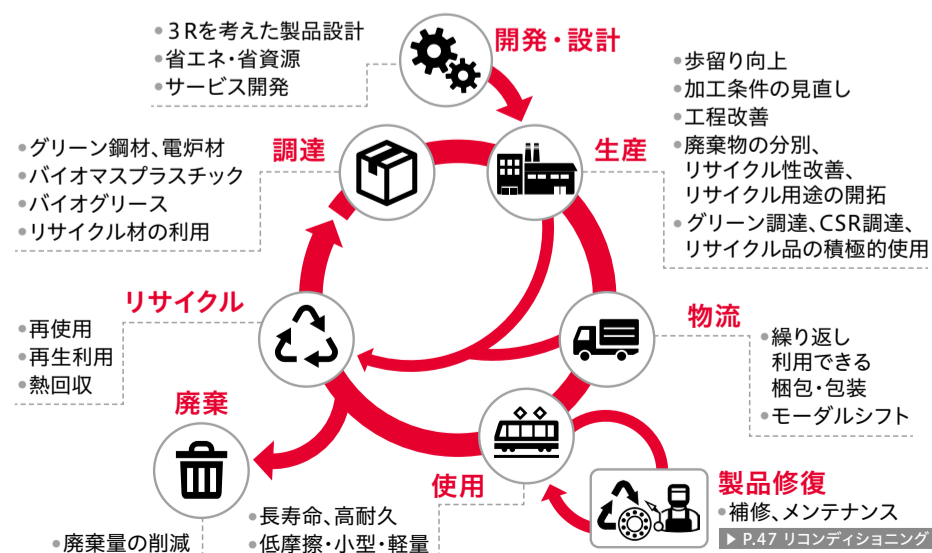 開発・設計
•3Rを考えた製品設計
•省エネ・省資源
•サービス開発
調達
•グリーン鋼材、電炉材
•バイオマスプラスチック
•バイオグリース
•リサイクル材の利用
生産
•歩留り向上
•加工条件の見直し
•工程改善
•廃棄物の分別、
リサイクル性改善、
リサイクル用途の開拓
•グリーン調達、CSR調達、
リサイクル品の積極的使用
物流
•繰り返し
利用できる
梱包・包装
•モーダルシフト
リサイクル
•再使用
•再生利用
•熱回収
廃棄
•廃棄量の削減
使用
•長寿命、高耐久
•低摩擦・小型・軽量
製品修復
•補修、メンテナンス
▶ P.47 リコンディショニング